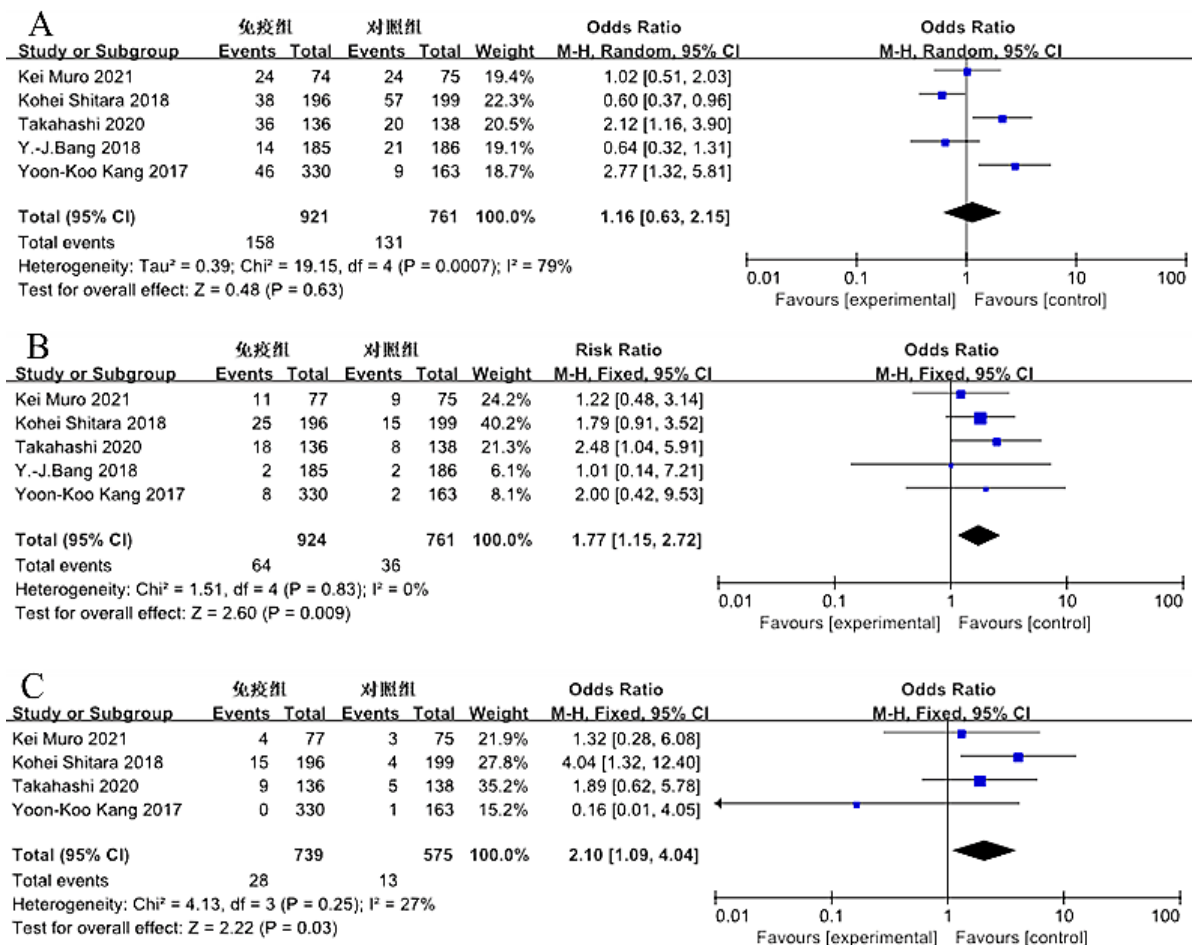 A
免疫组 对照组 Odds Ratio Odds Ratio
Study or Subgroup Events Total Events Total Weight M-H, Random, 95% CI M-H, Random, 95% CI
Kei Muro 2021 24 74 24 75 19.4% 1.02 [0.51, 2.03]
Kohei Shitara 2018 38 196 57 199 22.3% 0.60 [0.37, 0.96]
Takahashi 2020 36 136 20 138 20.5% 2.12 [1.16, 3.90]
Y.-J.Bang 2018 14 185 21 186 19.1% 0.64 [0.32, 1.31]
Yoon-Koo Kang 2017 46 330 9 163 18.7% 2.77 [1.32, 5.81]
Total (95% CI) 921 761 100.0% 1.16 [0.63, 2.15]
Total events 158 131
Heterogeneity: Tau² = 0.39; Chi² = 19.15, df = 4 (P = 0.0007); I² = 79%
Test for overall effect: Z = 0.48 (P = 0.63)
0.01 0.1 1 10 100
Favours [experimental] Favours [control]
B
免疫组 对照组 Risk Ratio Odds Ratio
Study or Subgroup Events Total Events Total Weight M-H, Fixed, 95% CI M-H, Fixed, 95% CI
Kei Muro 2021 11 77 9 75 24.2% 1.22 [0.48, 3.14]
Kohei Shitara 2018 25 196 15 199 40.2% 1.79 [0.91, 3.52]
Takahashi 2020 18 136 8 138 21.3% 2.48 [1.04, 5.91]
Y.-J.Bang 2018 2 185 2 186 6.1% 1.01 [0.14, 7.21]
Yoon-Koo Kang 2017 8 330 2 163 8.1% 2.00 [0.42, 9.53]
Total (95% CI) 924 761 100.0% 1.77 [1.15, 2.72]
Total events 64 36
Heterogeneity: Chi² = 1.51, df = 4 (P = 0.83); I² = 0%
Test for overall effect: Z = 2.60 (P = 0.009)
0.01 0.1 1 10 100
Favours [experimental] Favours [control]
C
免疫组 对照组 Odds Ratio Odds Ratio
Study or Subgroup Events Total Events Total Weight M-H, Fixed, 95% CI M-H, Fixed, 95% CI
Kei Muro 2021 4 77 3 75 21.9% 1.32 [0.28, 6.08]
Kohei Shitara 2018 15 196 4 199 27.8% 4.04 [1.32, 12.40]
Takahashi 2020 9 136 5 138 35.2% 1.89 [0.62, 5.78]
Yoon-Koo Kang 2017 0 330 1 163 15.2% 0.16 [0.01, 4.05]
Total (95% CI) 739 575 100.0% 2.10 [1.09, 4.04]
Total events 28 13
Heterogeneity: Chi² = 4.13, df = 3 (P = 0.25); I² = 27%
Test for overall effect: Z = 2.22 (P = 0.03)
0.01 0.1 1 10 100
Favours [experimental] Favours [control]